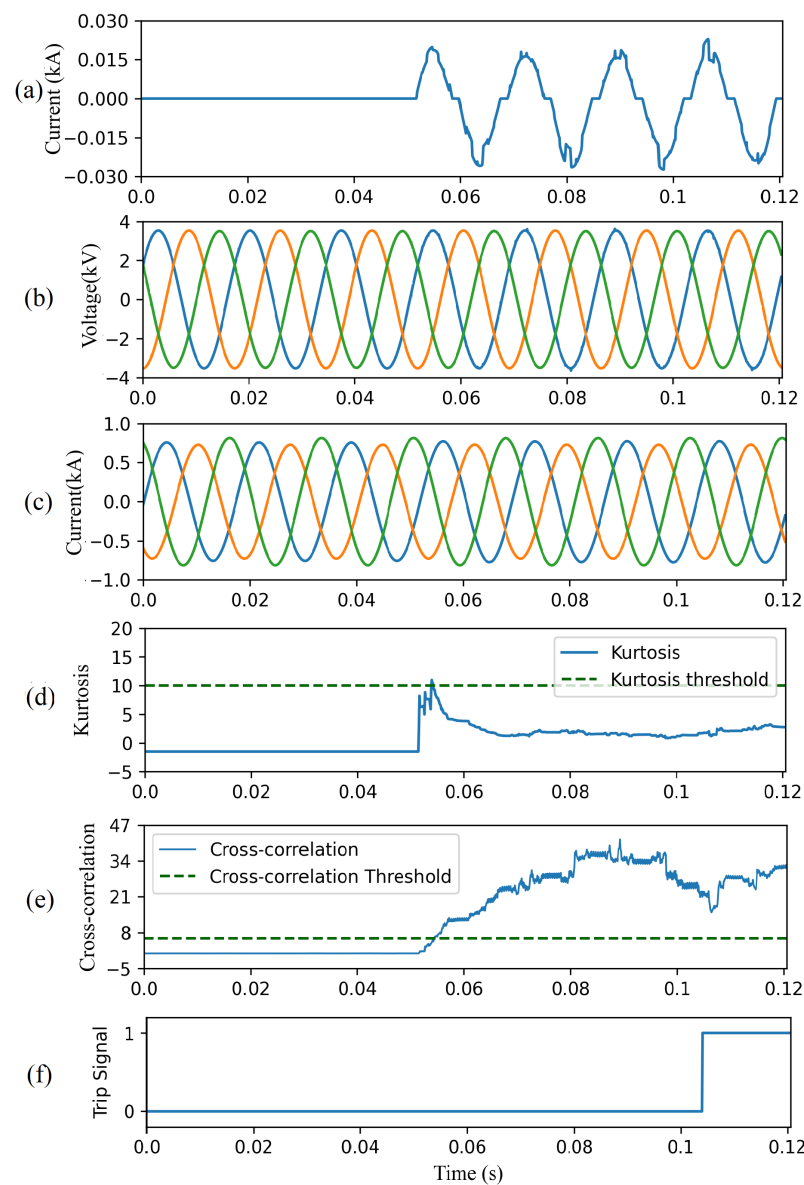 (a)
Current (kA)
0.030
0.015
0.000
−0.015
−0.030
0.0 0.02 0.04 0.06 0.08 0.1 0.12
(b)
Voltage(kV)
4
2
0
−2
−4
0.0 0.02 0.04 0.06 0.08 0.1 0.12
(c)
Current(kA)
1.0
0.5
0.0
−0.5
−1.0
0.0 0.02 0.04 0.06 0.08 0.1 0.12
(d)
Kurtosis
20
15
10
5
0
−5
Kurtosis
Kurtosis threshold
0.0 0.02 0.04 0.06 0.08 0.1 0.12
(e)
Cross-correlation
47
34
21
8
−5
Cross-correlation
Cross-correlation Threshold
0.0 0.02 0.04 0.06 0.08 0.1 0.12
(f)
Trip Signal
1
0
0.0 0.02 0.04 0.06 0.08 0.1 0.12
Time (s)